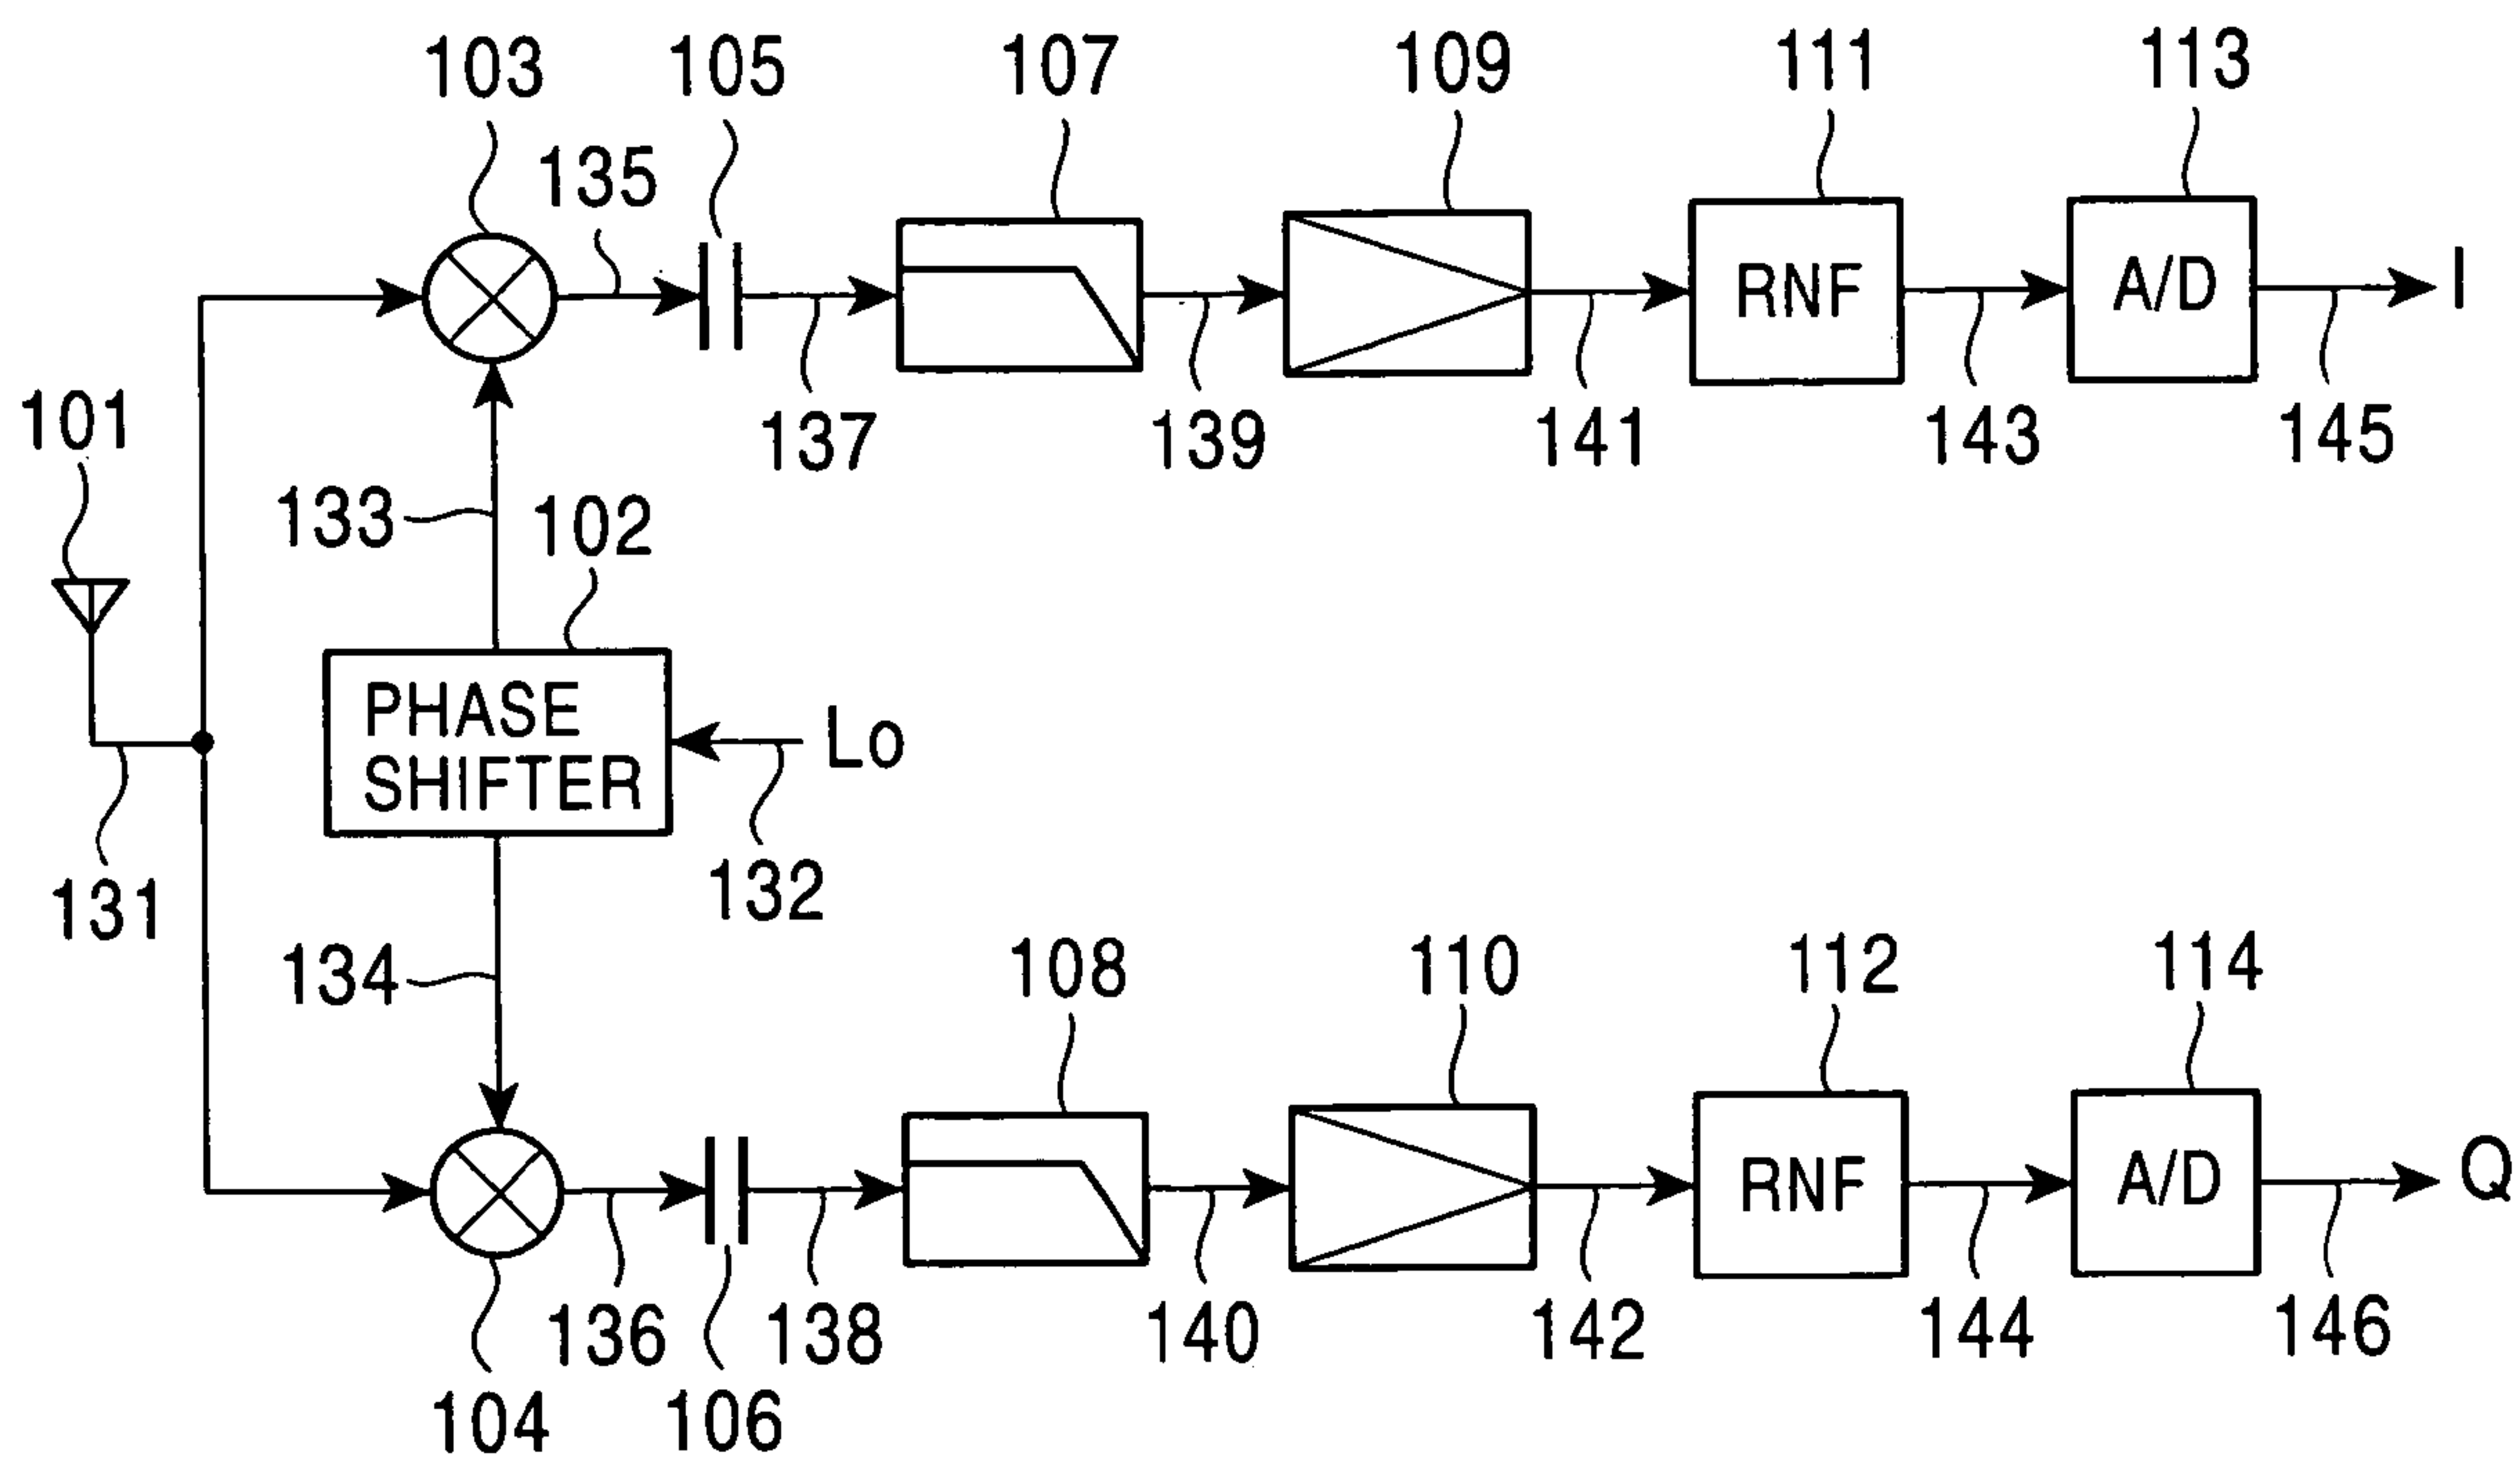 103 105 107 109 111 113
135
RNF A/D I
101
137 139 141 143 145
133 102
PHASE
SHIFTER
Lo
131 132
134 108 110 112 114
RNF A/D Q
136 138 140 142 144 146
104 106